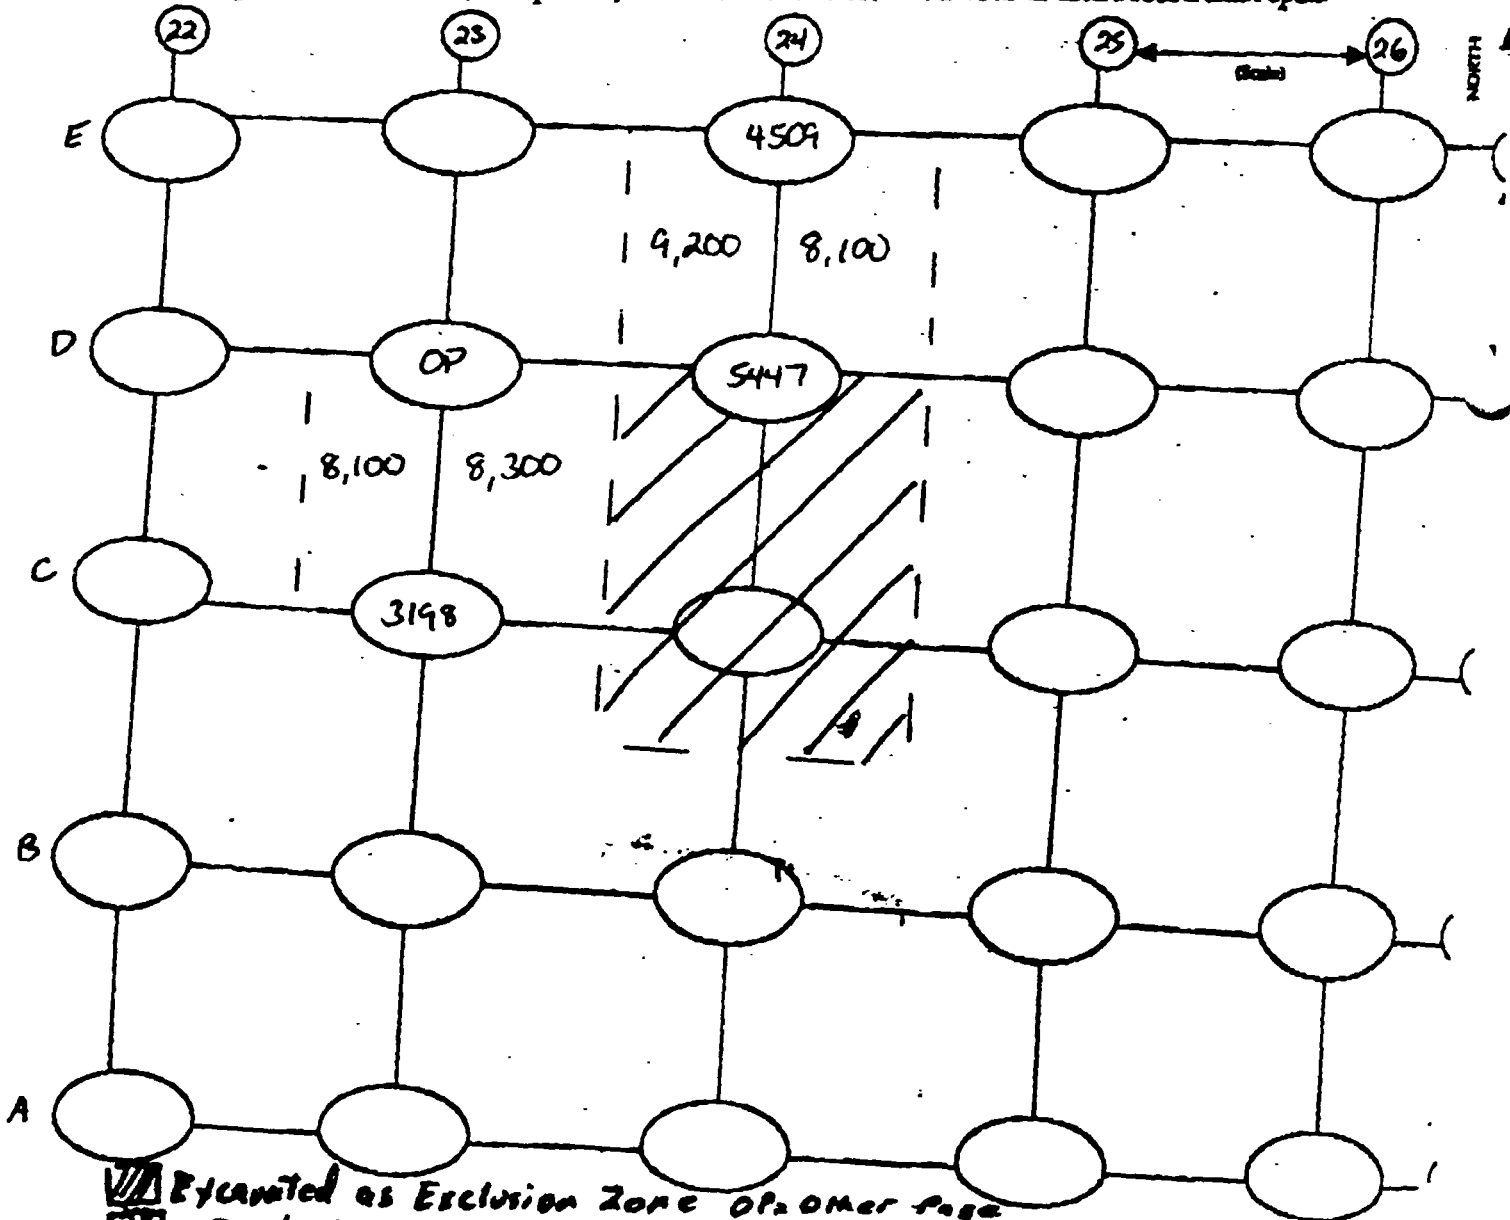 22 23 24 25 26
(Scale)
NORTH
E 4509
9,200 8,100
D OP 5447
8,100 8,300
C 3198
B
A
Excavated as Exclusion Zone OP=Other Page